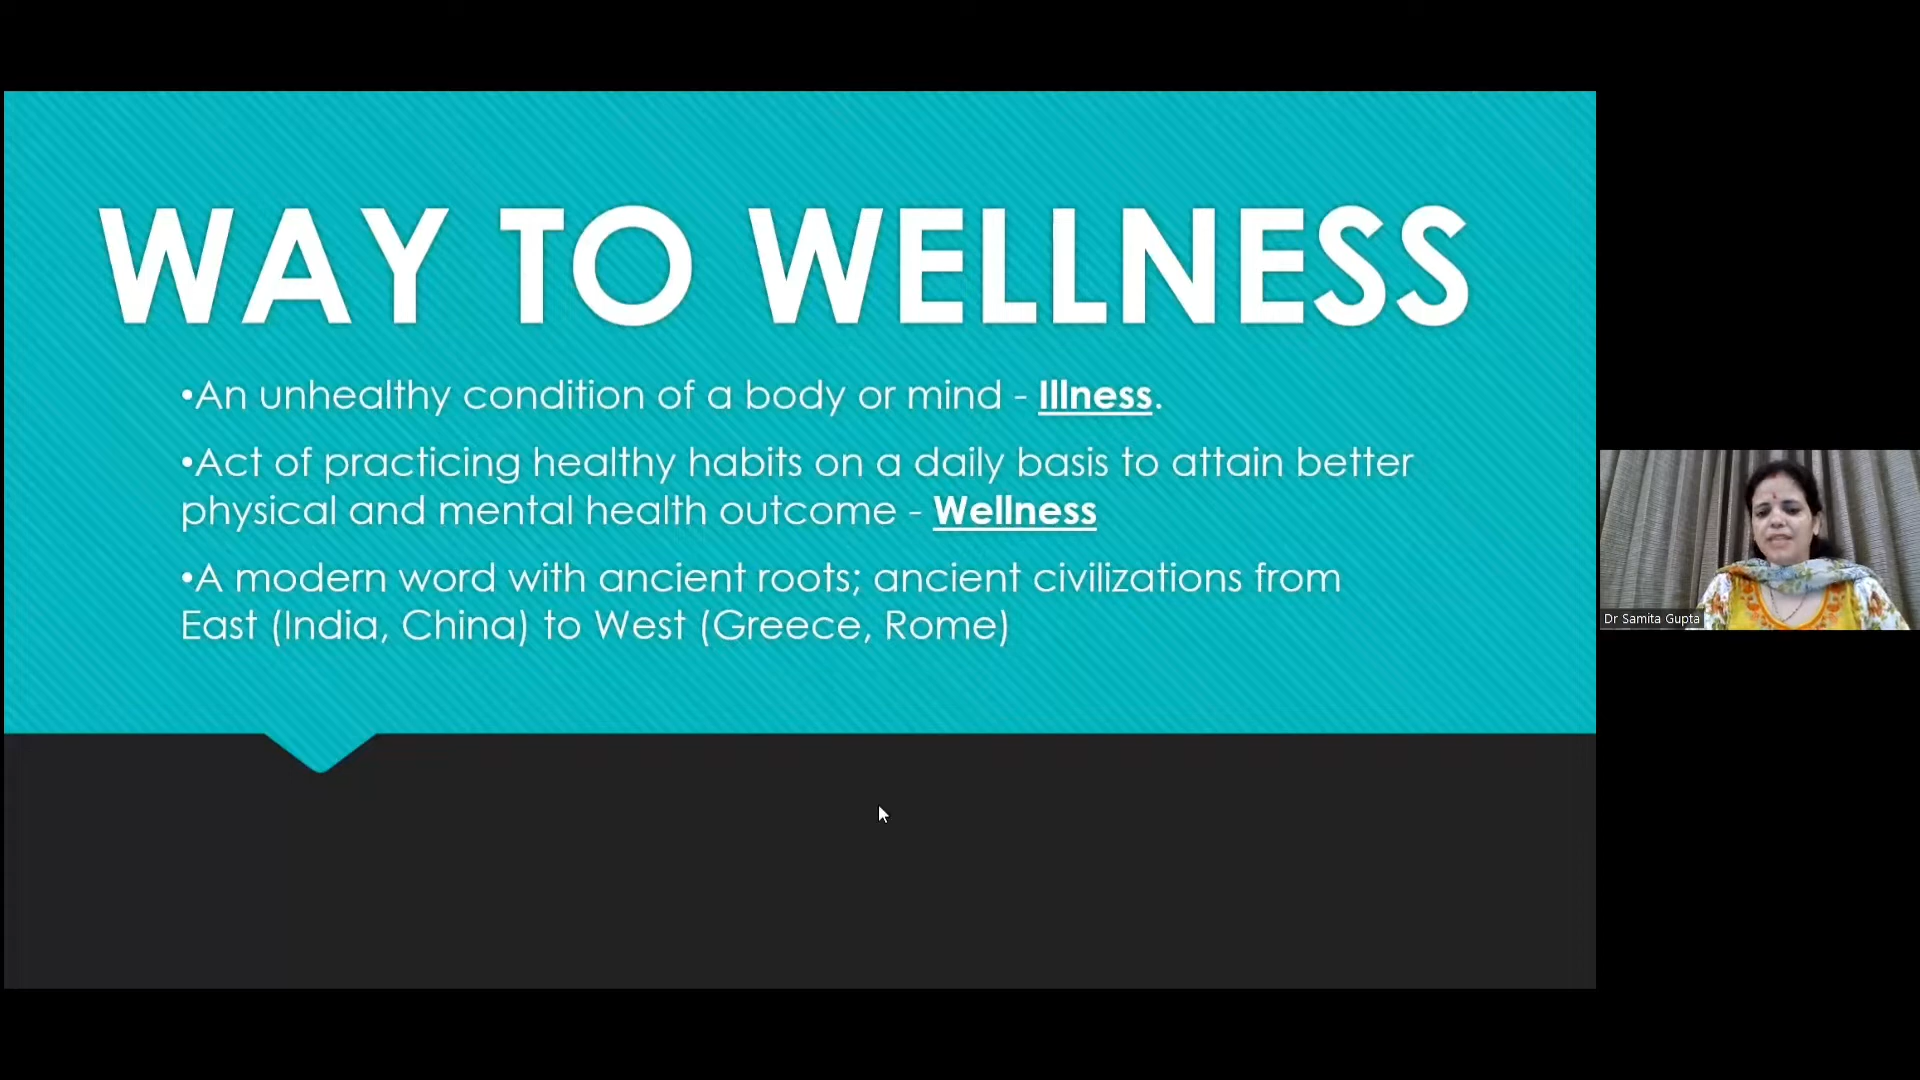 WAY TO WELLNESS
•An unhealthy condition of a body or mind - Illness.
•Act of practicing healthy habits on a daily basis to attain better
physical and mental health outcome - Wellness
•A modern word with ancient roots; ancient civilizations from
East (India, China) to West (Greece, Rome)
Dr Samita Gupta